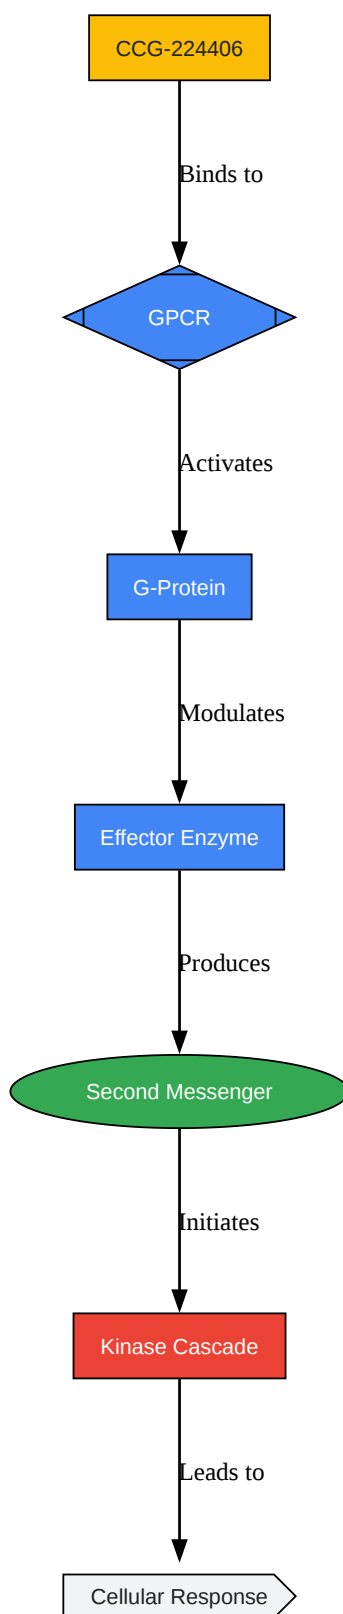 CCG-224406
Binds to
GPCR
Activates
G-Protein
Modulates
Effector Enzyme
Produces
Second Messenger
Initiates
Kinase Cascade
Leads to
Cellular Response